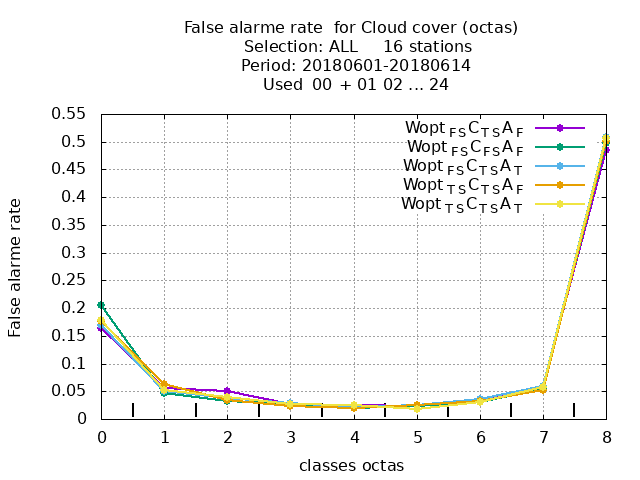 False alarme rate for Cloud cover (octas)
Selection: ALL 16 stations
Period: 20180601-20180614
Used 00 + 01 02 ... 24
Wopt FS C TS A F
Wopt FS C FS A F
Wopt FS C TS A T
Wopt TS C TS A F
Wopt TS C TS A T
0.55
0.5
0.45
0.4
0.35
0.3
0.25
0.2
0.15
0.1
0.05
0
False alarme rate
0 1 2 3 4 5 6 7 8
classes octas